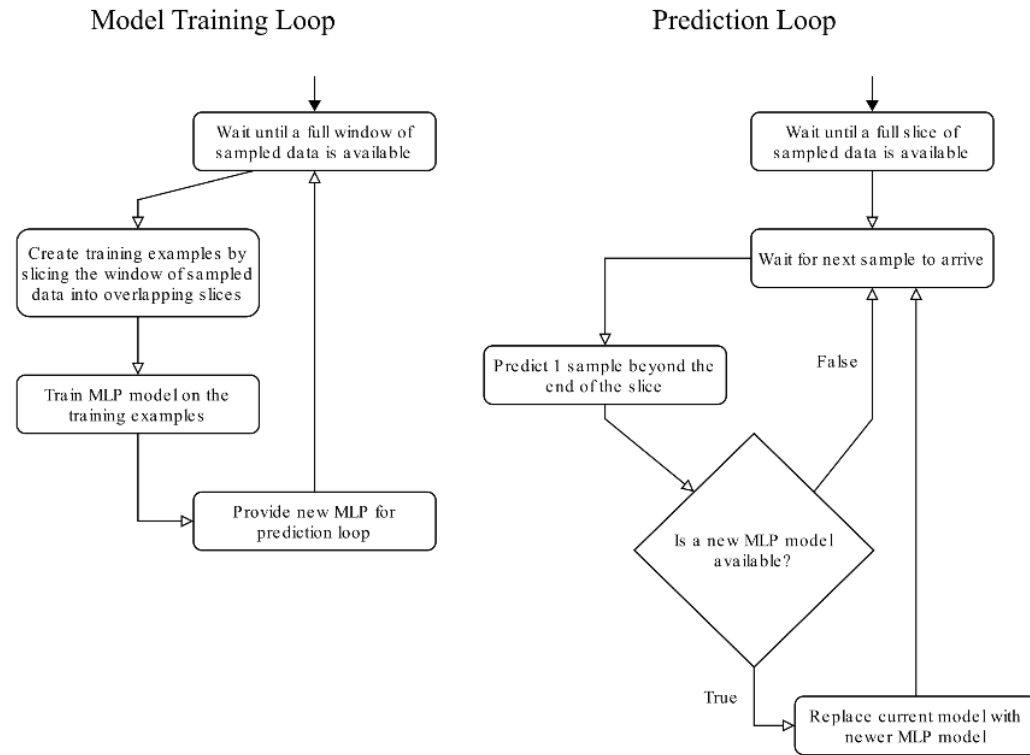 Model Training Loop
Wait until a full window of
sampled data is available
Create training examples by
slicing the window of sampled
data into overlapping slices
Train MLP model on the
training examples
Provide new MLP for
prediction loop
Prediction Loop
Wait until a full slice of
sampled data is available
Wait for next sample to arrive
Predict 1 sample beyond the
end of the slice
False
Is a new MLP model
available?
True
Replace current model with
newer MLP model